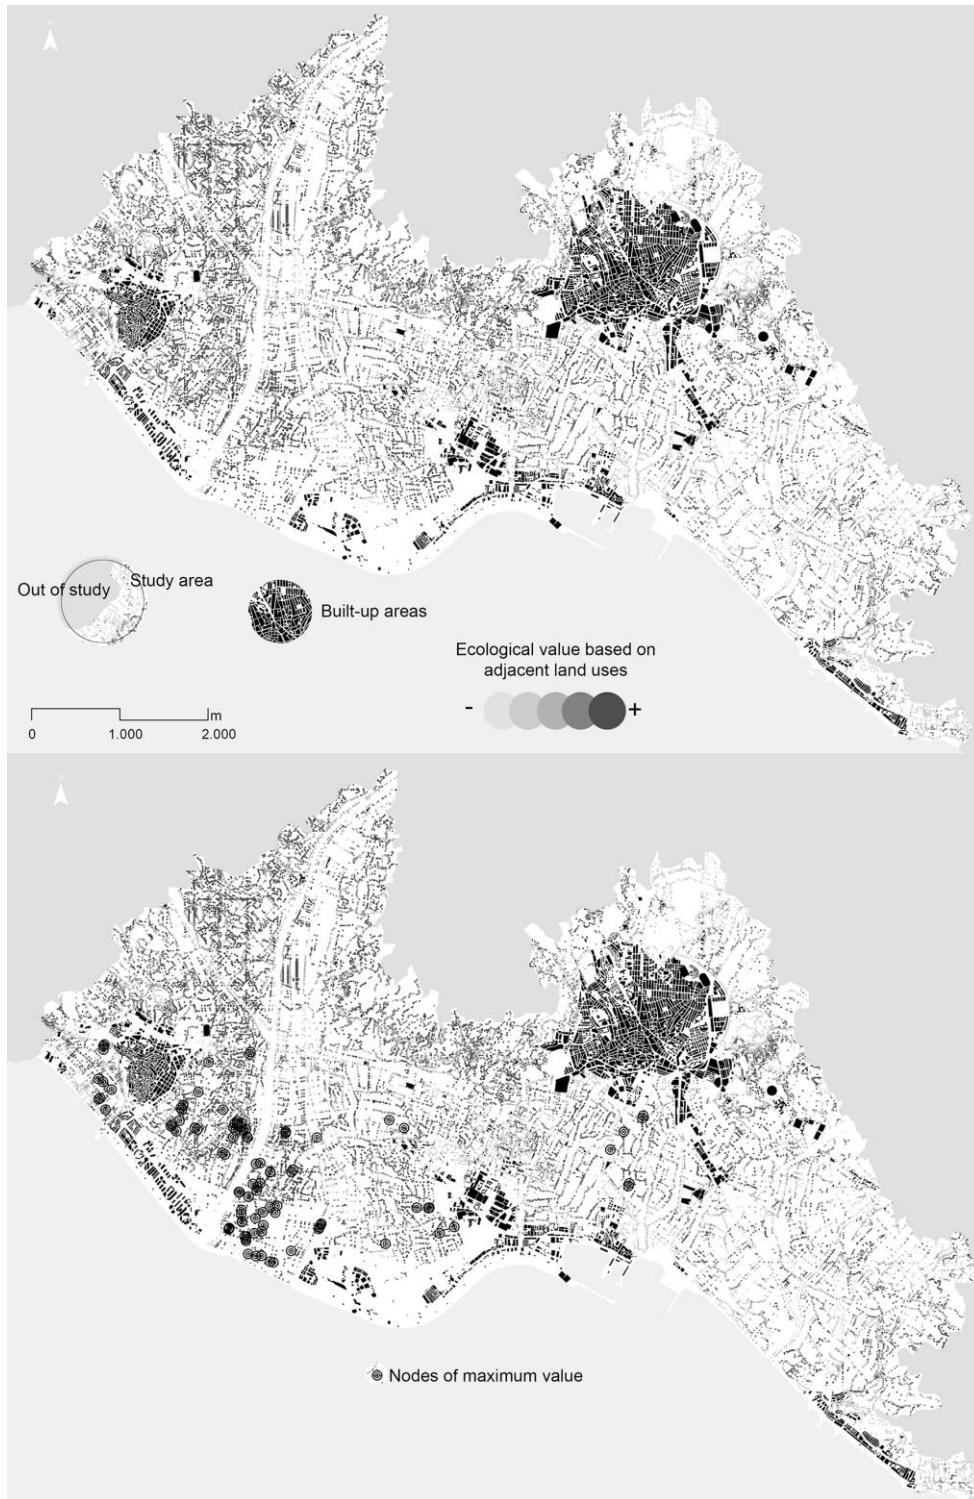 N
Out of study
Study area
Built-up areas
Ecological value based on
adjacent land uses
- +
m
0 1.000 2.000
N
Nodes of maximum value